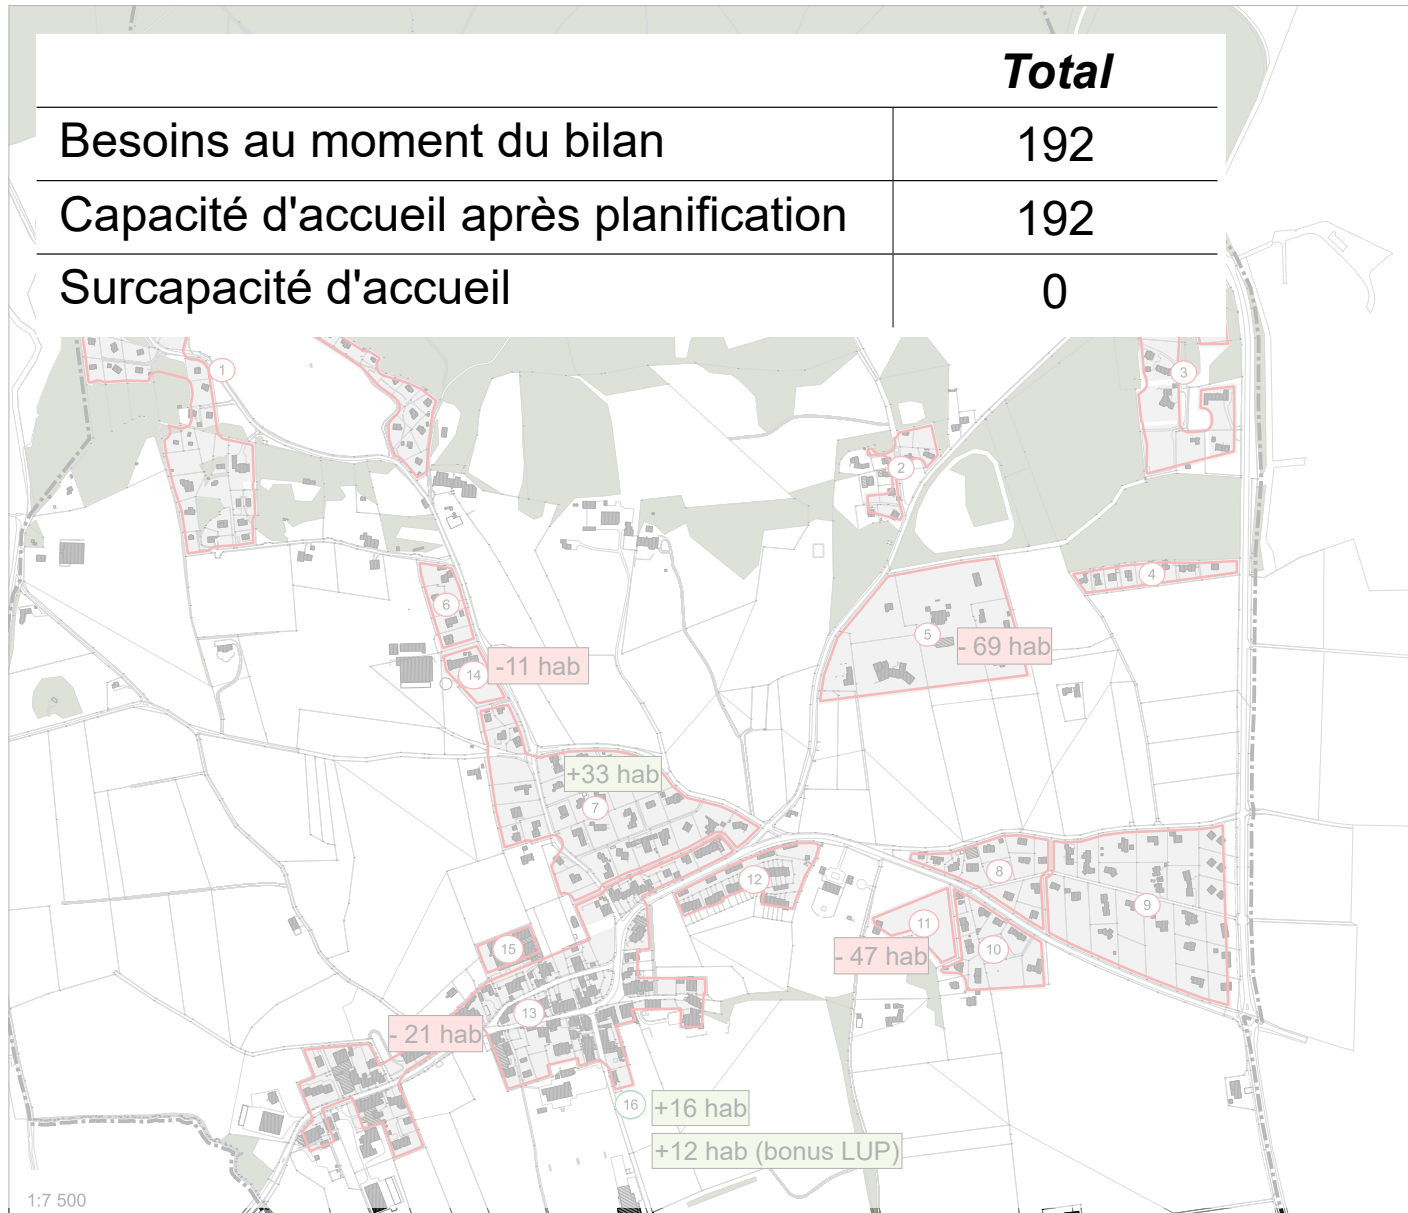 Total
Besoins au moment du bilan 192
Capacité d'accueil après planification 192
Surcapacité d'accueil 0
1
3
2
4
6
5
- 69 hab
14
-11 hab
+33 hab
7
12
8
9
11
10
- 47 hab
15
13
- 21 hab
16
+16 hab
+12 hab (bonus LUP)
1:7 500